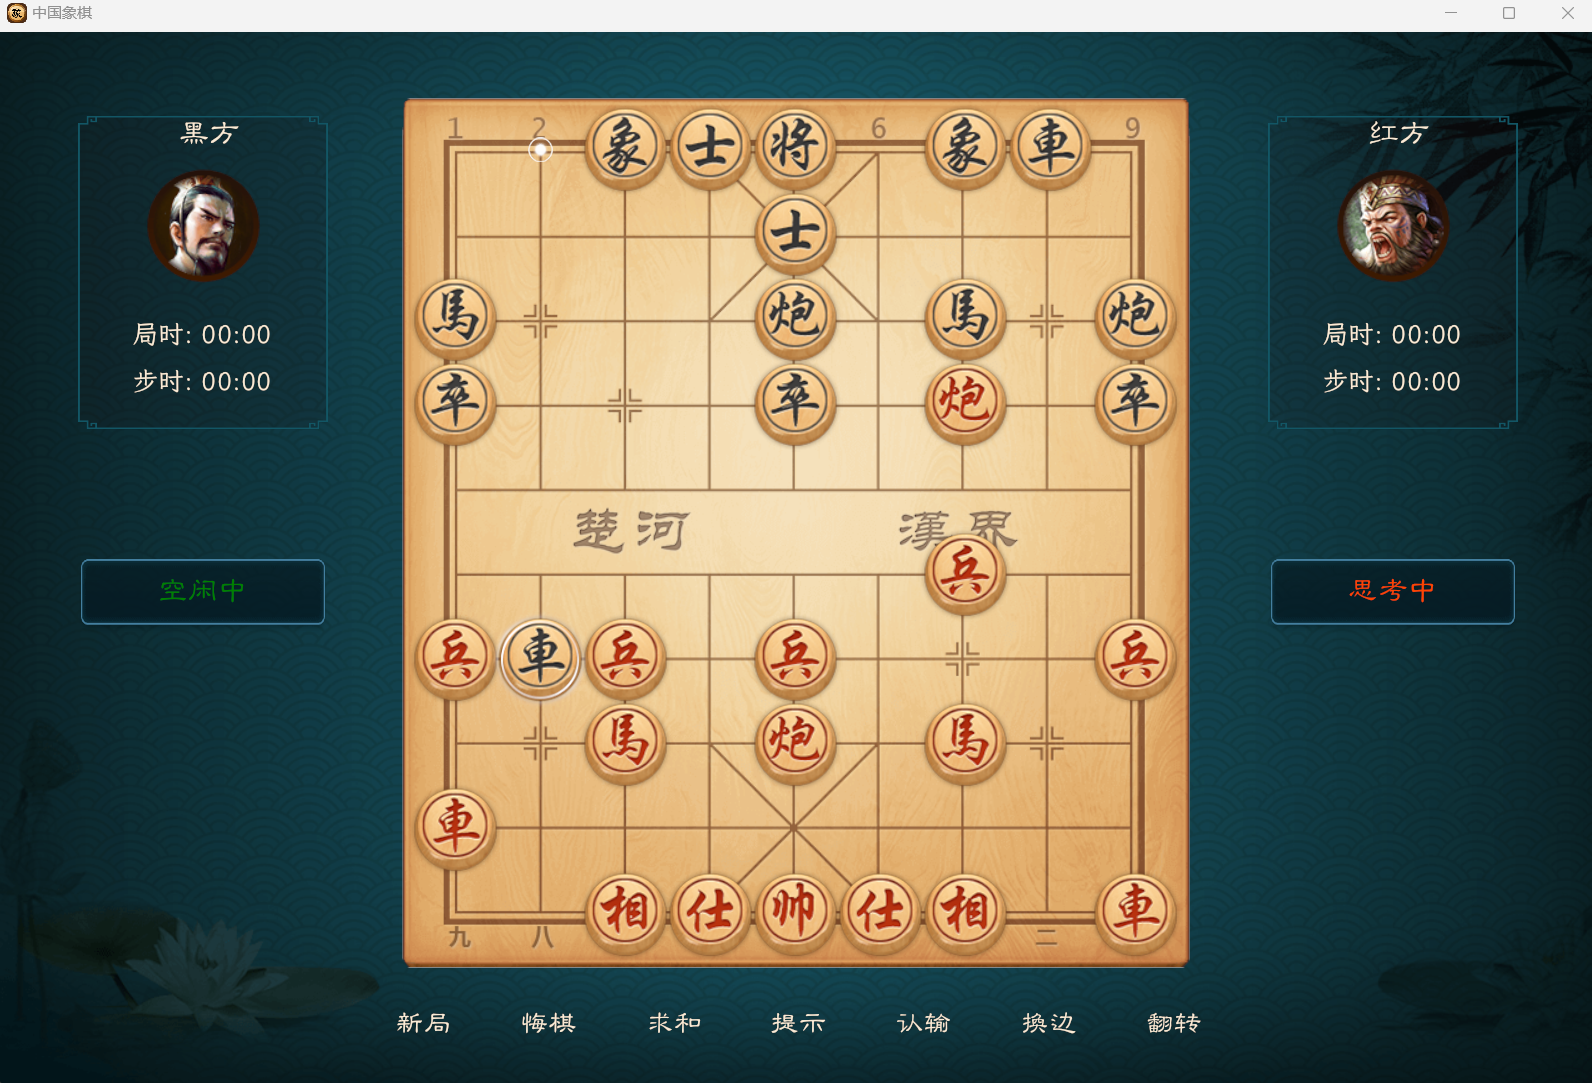 中国象棋
黑方
局时: 00:00
步时: 00:00
空闲中
红方
局时: 00:00
步时: 00:00
思考中
1 2 象 士 将 6 象 車 9
士
馬 炮 馬 炮
卒 卒 炮 卒
楚河 漢界
兵
兵 車 兵 兵 兵
馬 炮 馬
車
相 仕 帅 仕 相 車
九 八 二
新局 悔棋 求和 提示 认输 换边 翻转